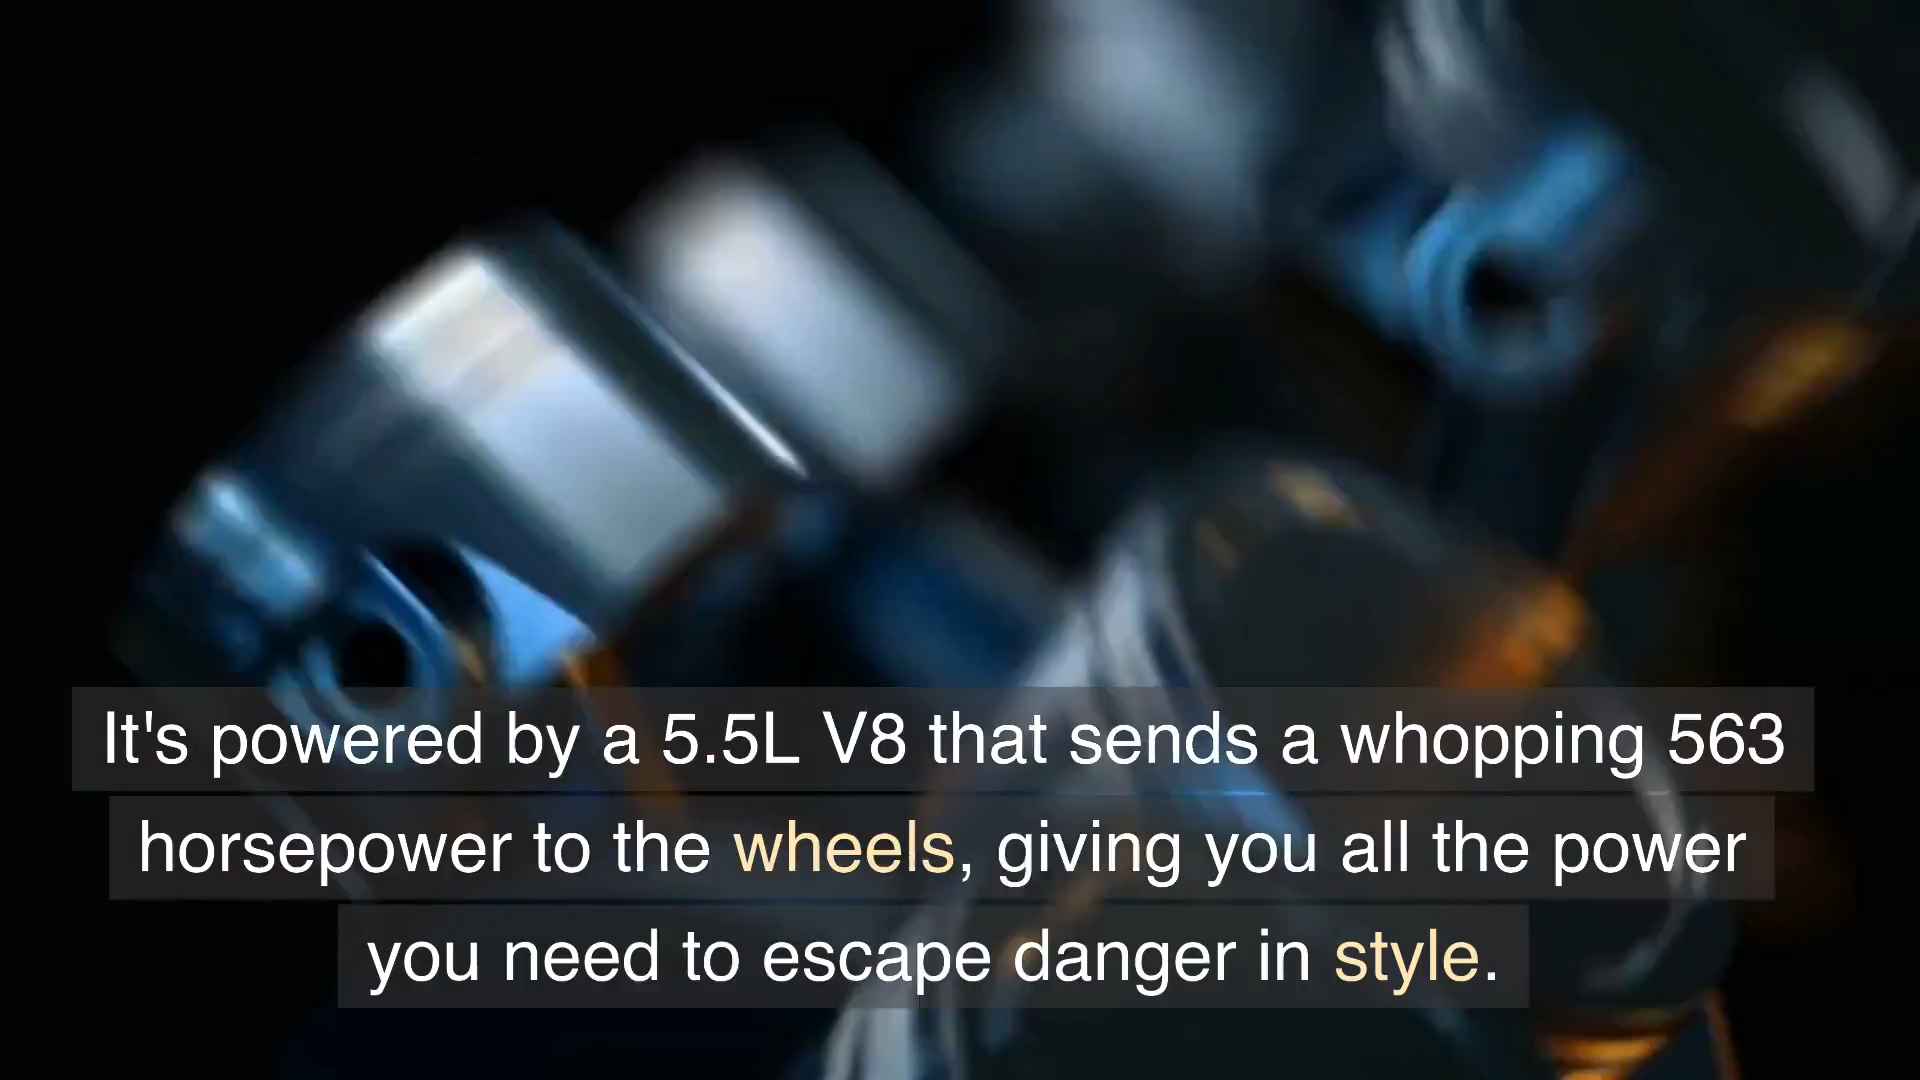 It's powered by a 5.5L V8 that sends a whopping 563
horsepower to the wheels, giving you all the power
you need to escape danger in style.